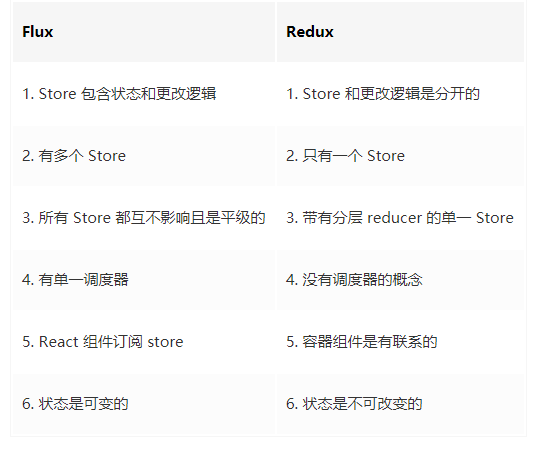 Flux
Redux
1. Store 包含状态和更改逻辑
1. Store 和更改逻辑是分开的
2. 有多个 Store
2. 只有一个 Store
3. 所有 Store 都互不影响且是平级的
3. 带有分层 reducer 的单一 Store
4. 有单一调度器
4. 没有调度器的概念
5. React 组件订阅 store
5. 容器组件是有联系的
6. 状态是可变的
6. 状态是不可改变的